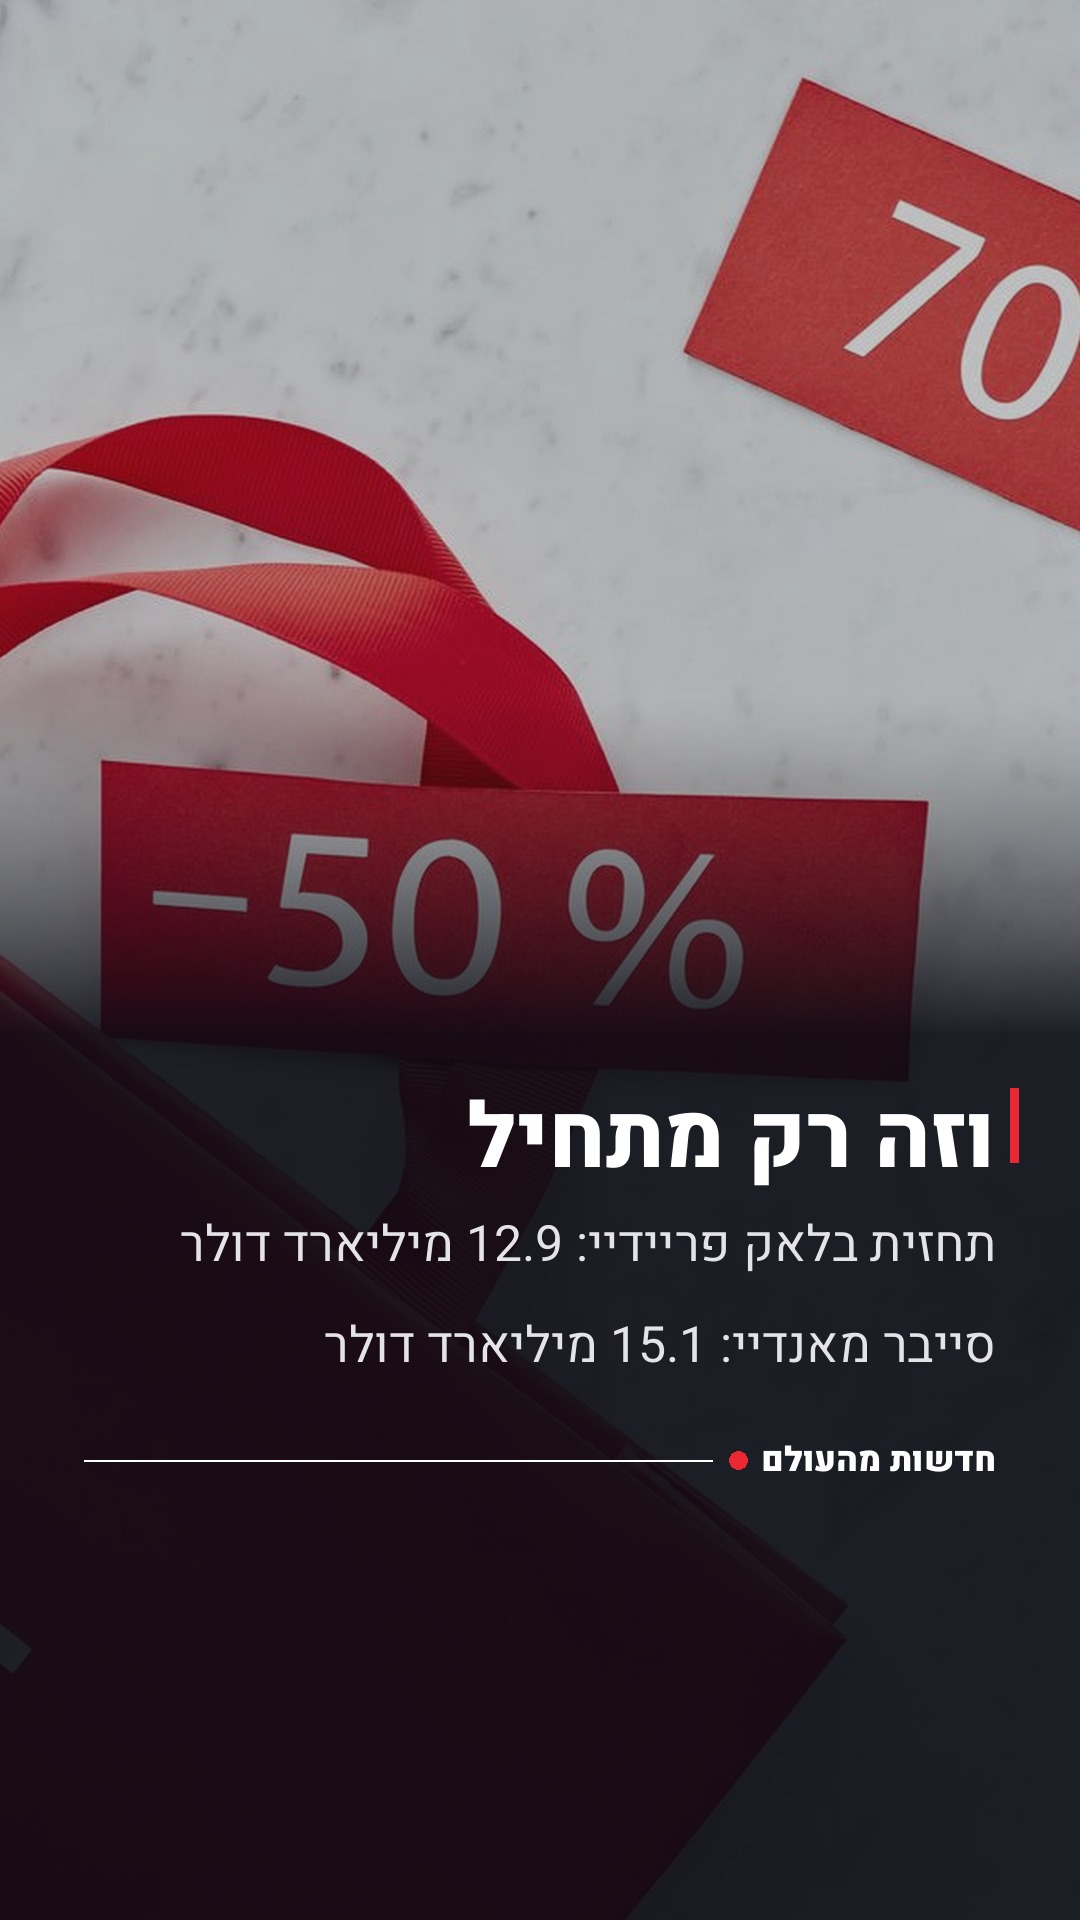 70
−50 %
וזה רק מתחיל
תחזית בלאק פריידיי: 12.9 מיליארד דולר
סייבר מאנדיי: 15.1 מיליארד דולר
חדשות מהעולם